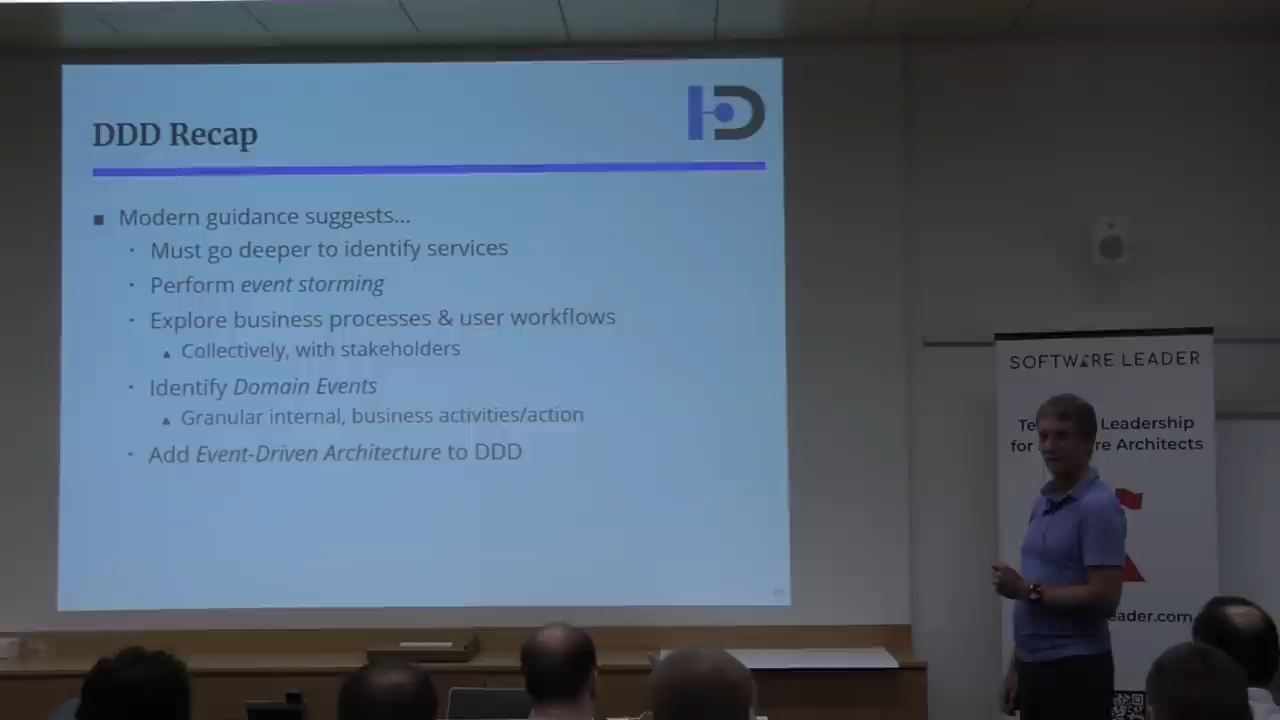 DDD Recap
Modern guidance suggests...
Must go deeper to identify services
Perform event storming
Explore business processes & user workflows
Collectively, with stakeholders
Identify Domain Events
Granular internal, business activities/action
Add Event-Driven Architecture to DDD
SOFTWARE LEADER
Leadership
for Architects
eader.com